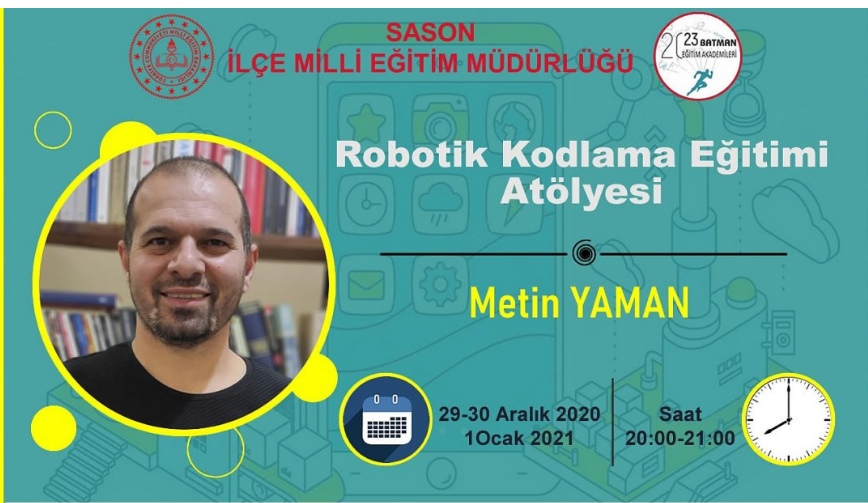 SASON
İLÇE MİLLİ EĞİTİM MÜDÜRLÜĞÜ
2023 BATMAN
EĞİTİM AKADEMİLERİ
Robotik Kodlama Eğitimi
Atölyesi
Metin YAMAN
29-30 Aralık 2020
1Ocak 2021
Saat
20:00-21:00